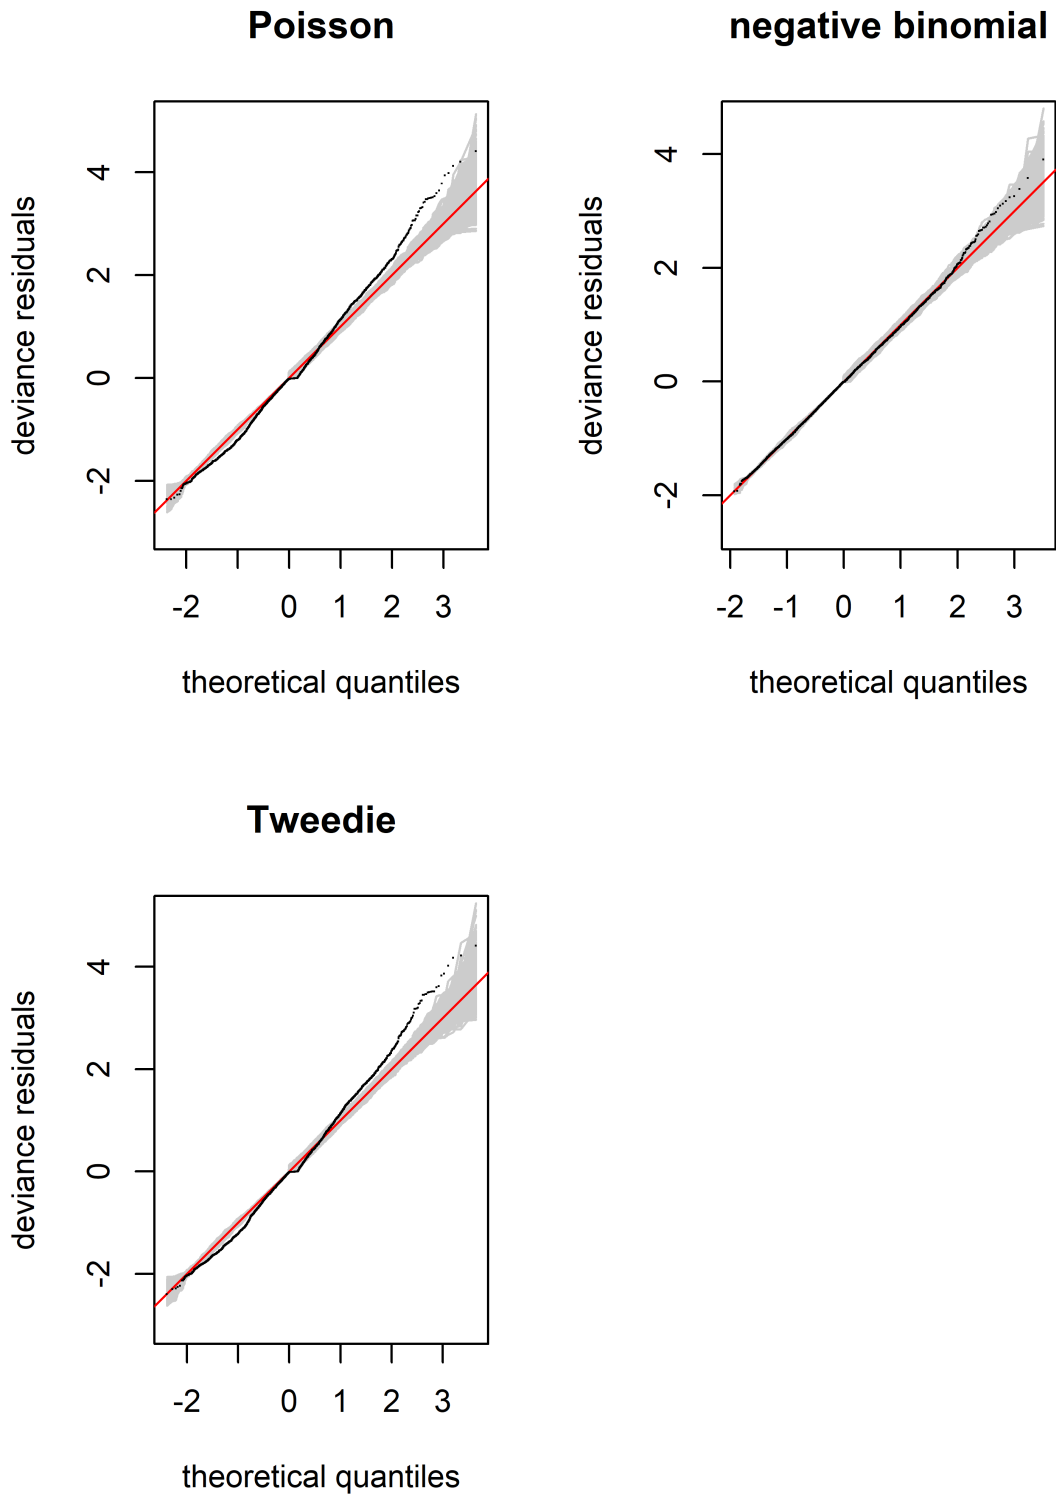 Poisson
deviance residuals
4
2
0
-2
-2 0 1 2 3
theoretical quantiles
negative binomial
deviance residuals
4
2
0
-2
-2 -1 0 1 2 3
theoretical quantiles
Tweedie
deviance residuals
4
2
0
-2
-2 0 1 2 3
theoretical quantiles